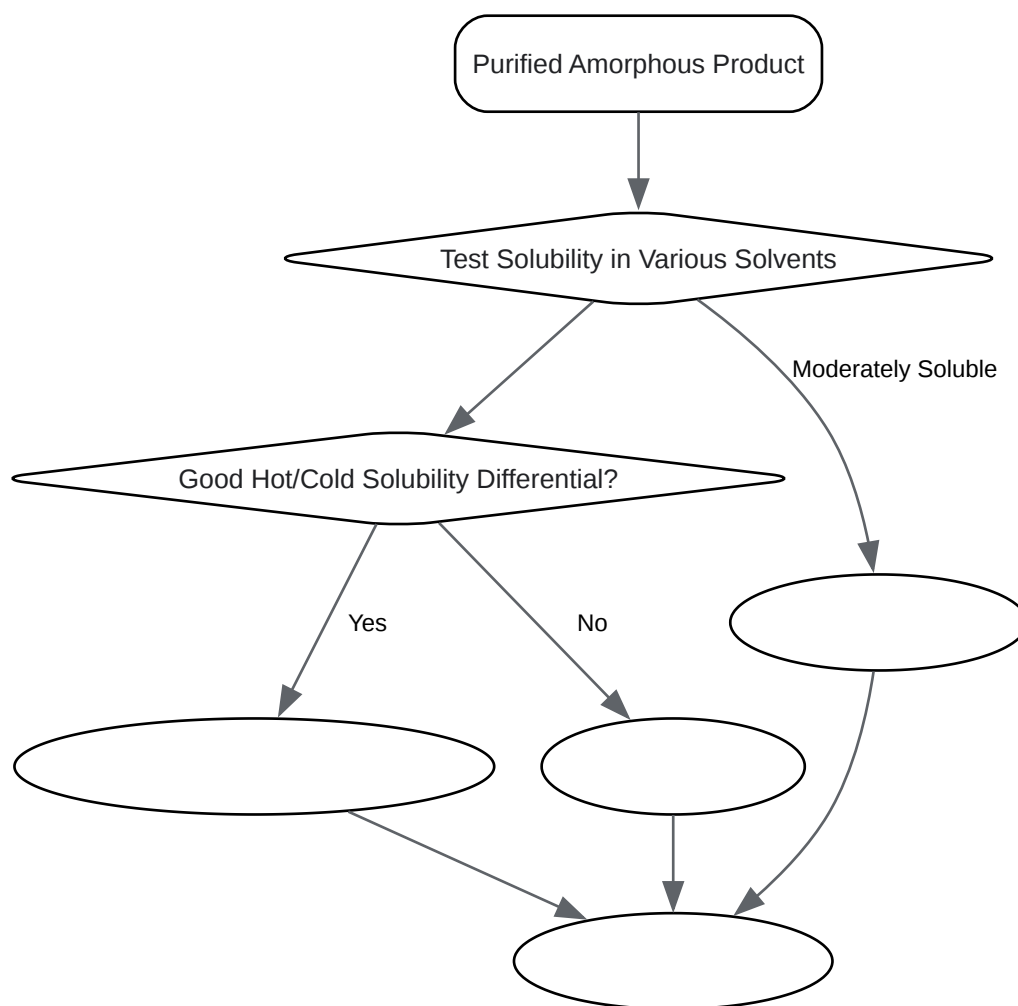 Purified Amorphous Product
Test Solubility in Various Solvents
Moderately Soluble
Good Hot/Cold Solubility Differential?
Yes
No